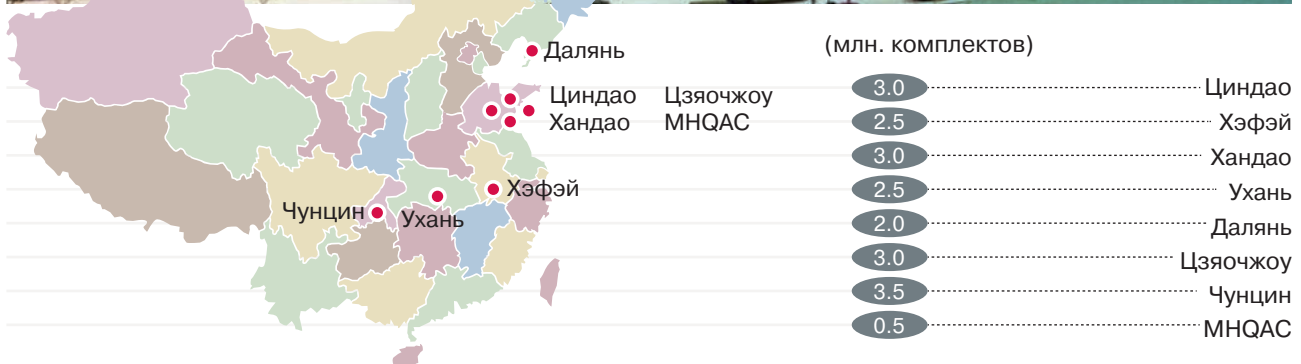 Далянь
Циндао Цзяочжоу
Хандао MHQAC
Хэфэй
Чунцин
Ухань
(млн. комплектов)
3.0 Циндао
2.5 Хэфэй
3.0 Хандао
2.5 Ухань
2.0 Далянь
3.0 Цзяочжоу
3.5 Чунцин
0.5 MHQAC